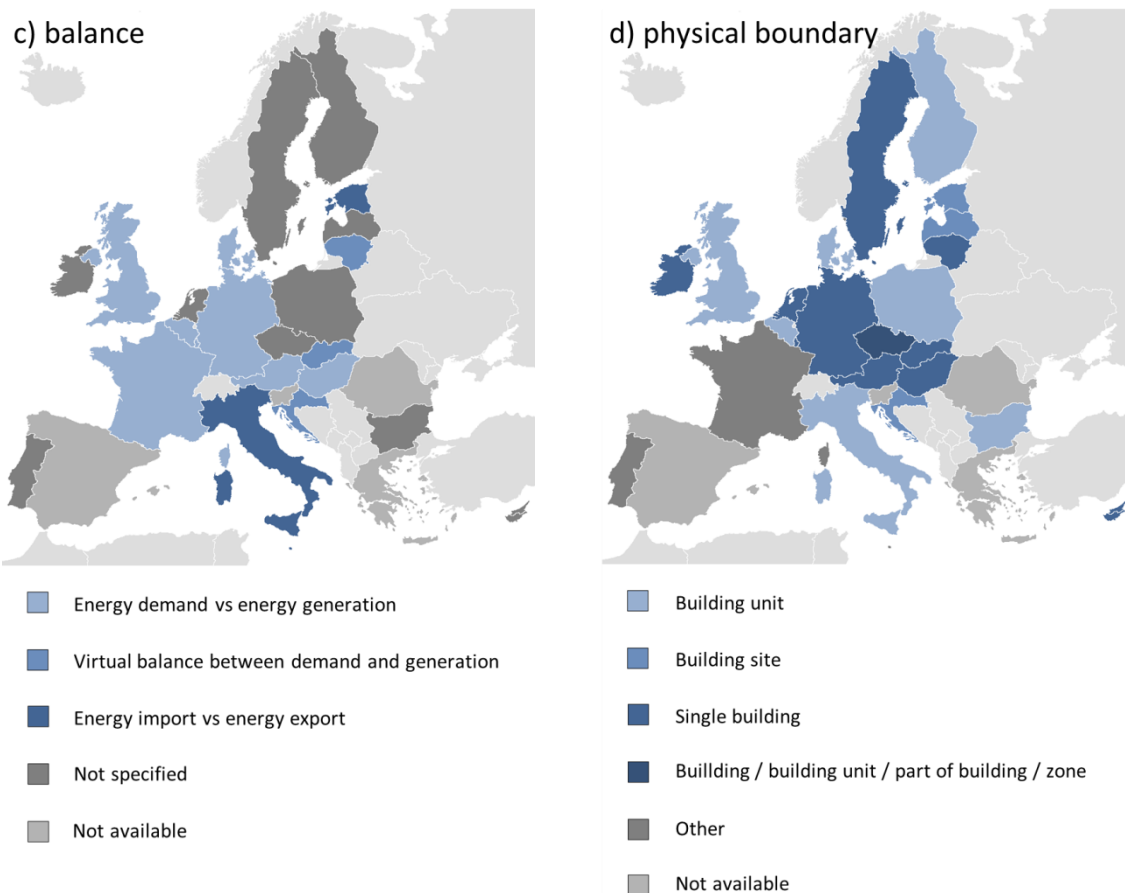 c) balance
Energy demand vs energy generation
Virtual balance between demand and generation
Energy import vs energy export
Not specified
Not available
d) physical boundary
Building unit
Building site
Single building
Buillding / building unit / part of building / zone
Other
Not available